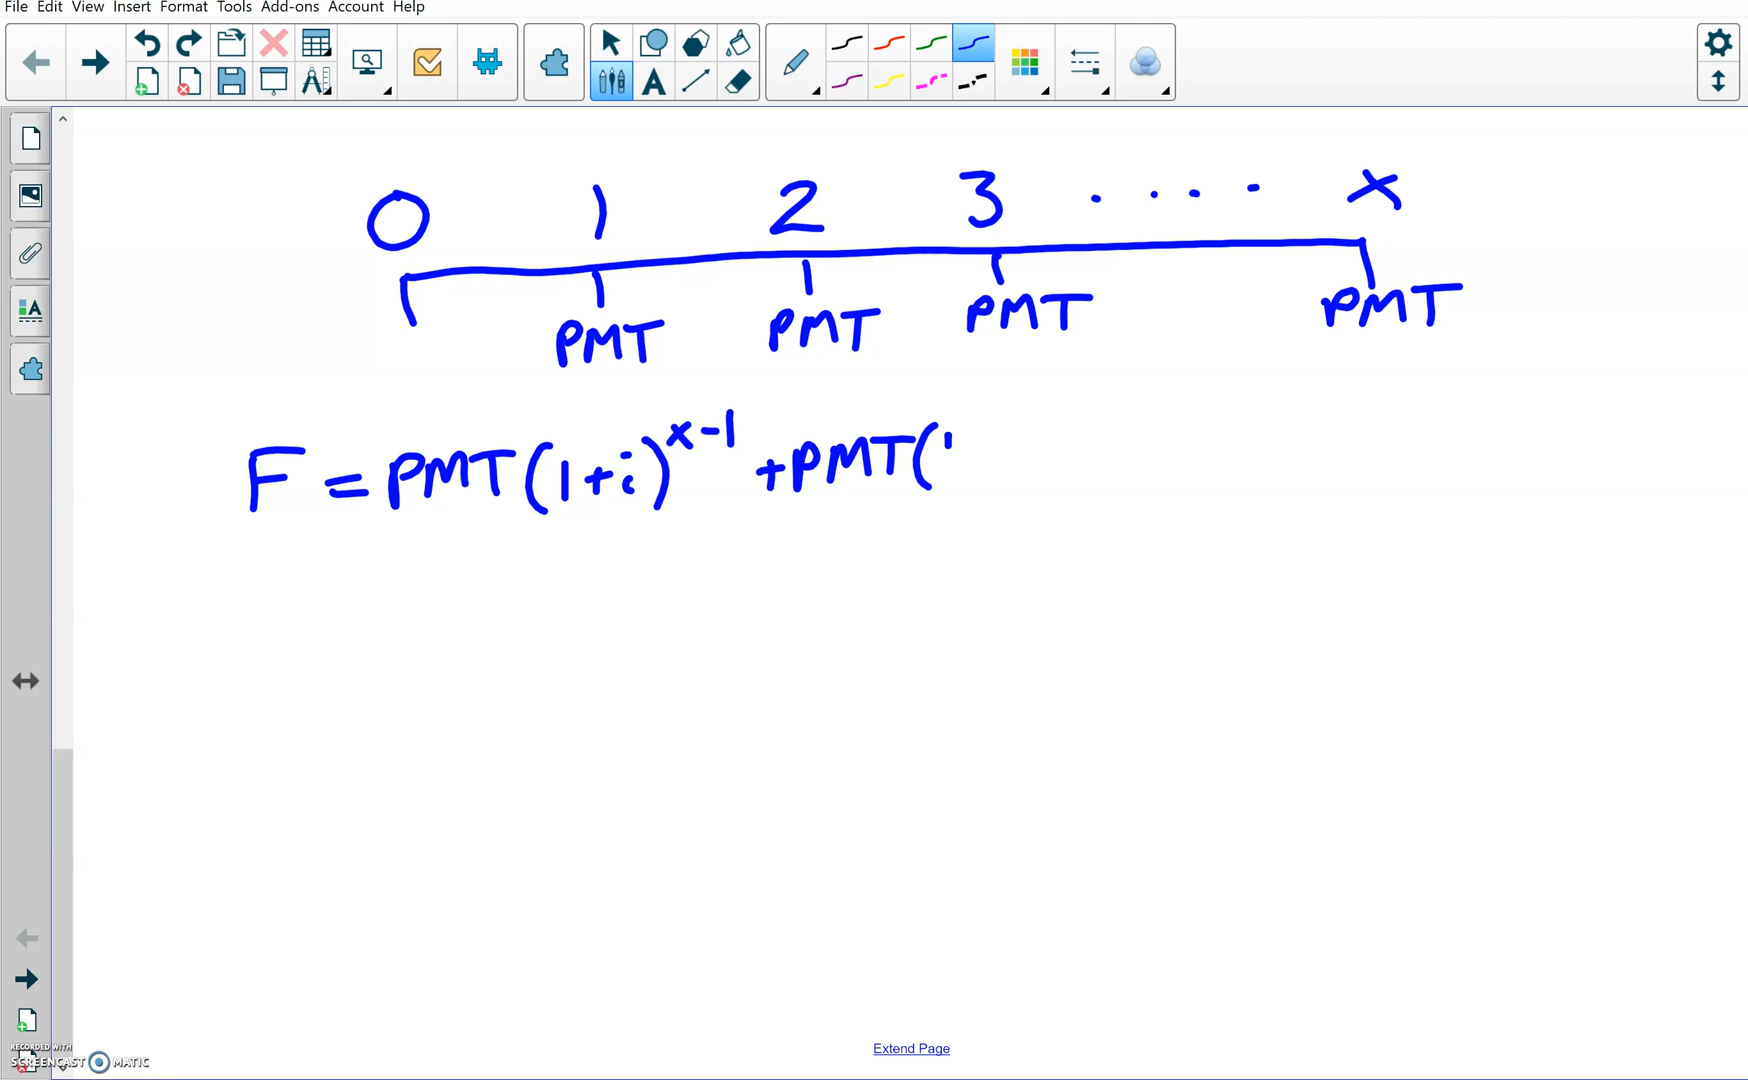 File Edit View Insert Format Tools Add-ons Account Help
A
A
0 1 2 3 . . . . x
PMT PMT PMT PMT
F = PMT(1+i)^{x-1} + PMT(
Extend Page
RECORDED WITH
SCREENCAST MATIC